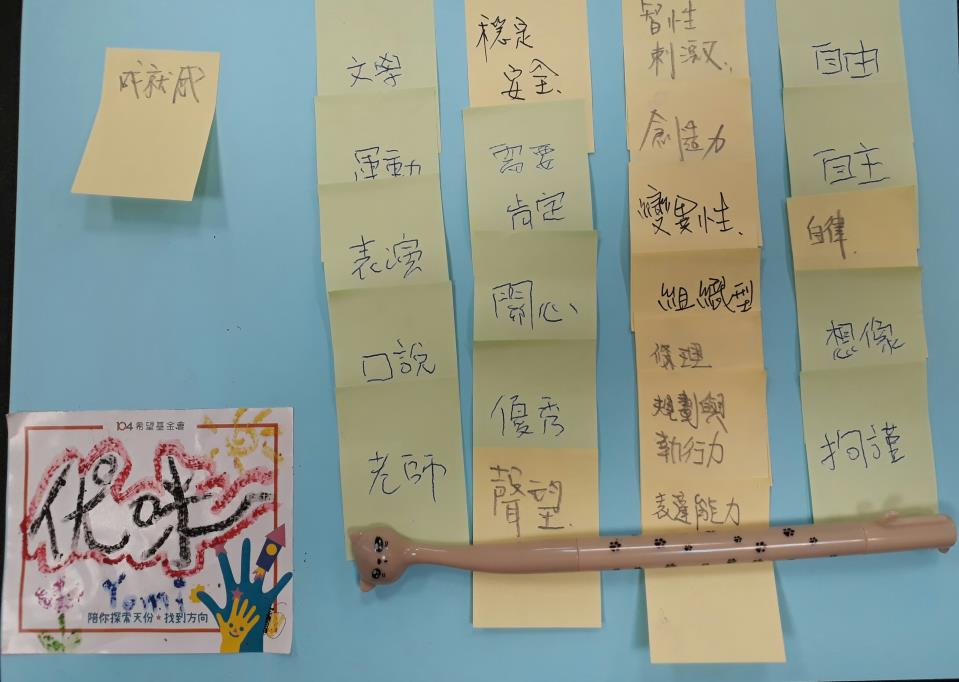 成就感
文學
運動
表演
口說
老師
穩定
安全.
需要
肯定
關心
優秀
聲望.
智性
刺激.
創造力
變異性.
組織型
條理
規劃與
執行力
表達能力
自由
自主
自律.
想像
拘謹
104希望基金會
优咪
Yomi
陪你探索天份★找到方向